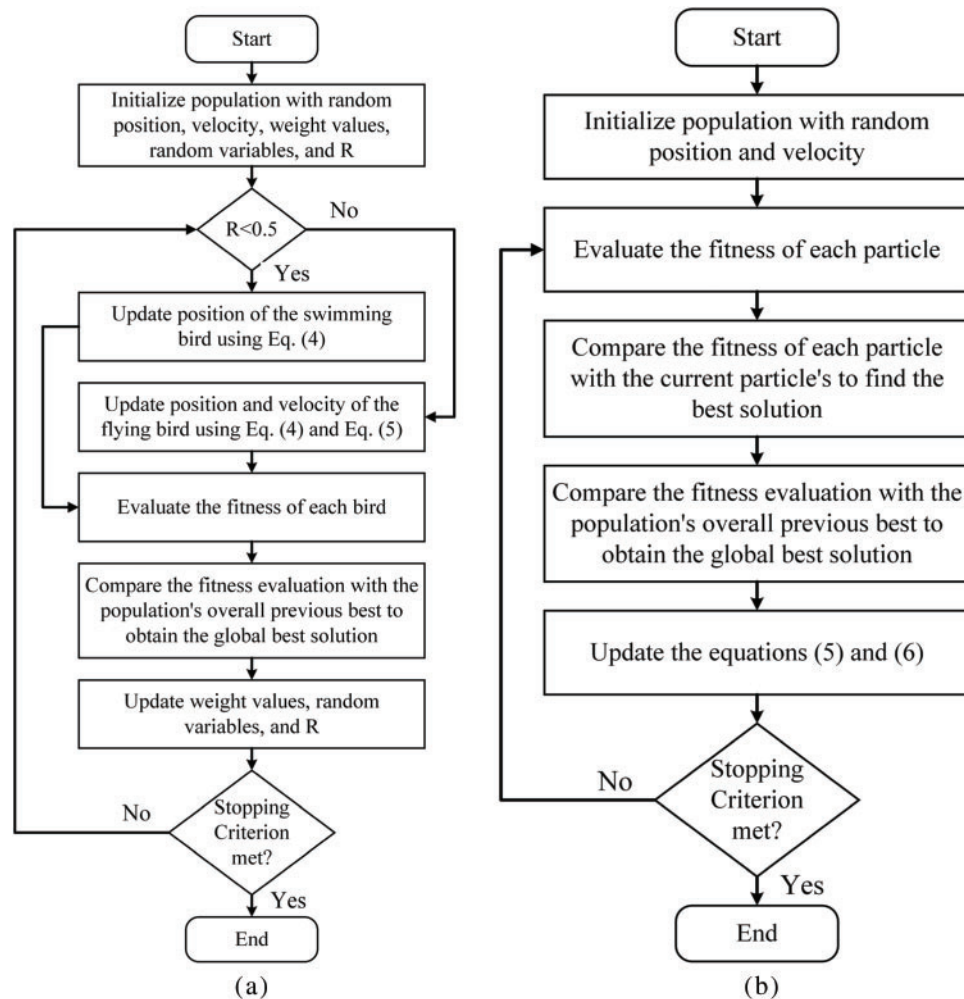 Start
Initialize population with random
position, velocity, weight values,
random variables, and R
R<0.5
No
Yes
Update position of the swimming
bird using Eq. (4)
Update position and velocity of the
flying bird using Eq. (4) and Eq. (5)
Evaluate the fitness of each bird
Compare the fitness evaluation with the
population's overall previous best to
obtain the global best solution
Update weight values, random
variables, and R
No
Stopping
Criterion
met?
Yes
End
(a)
Start
Initialize population with random
position and velocity
Evaluate the fitness of each particle
Compare the fitness of each particle
with the current particle's to find the
best solution
Compare the fitness evaluation with the
population's overall previous best to
obtain the global best solution
Update the equations (5) and (6)
No
Stopping
Criterion
met?
Yes
End
(b)